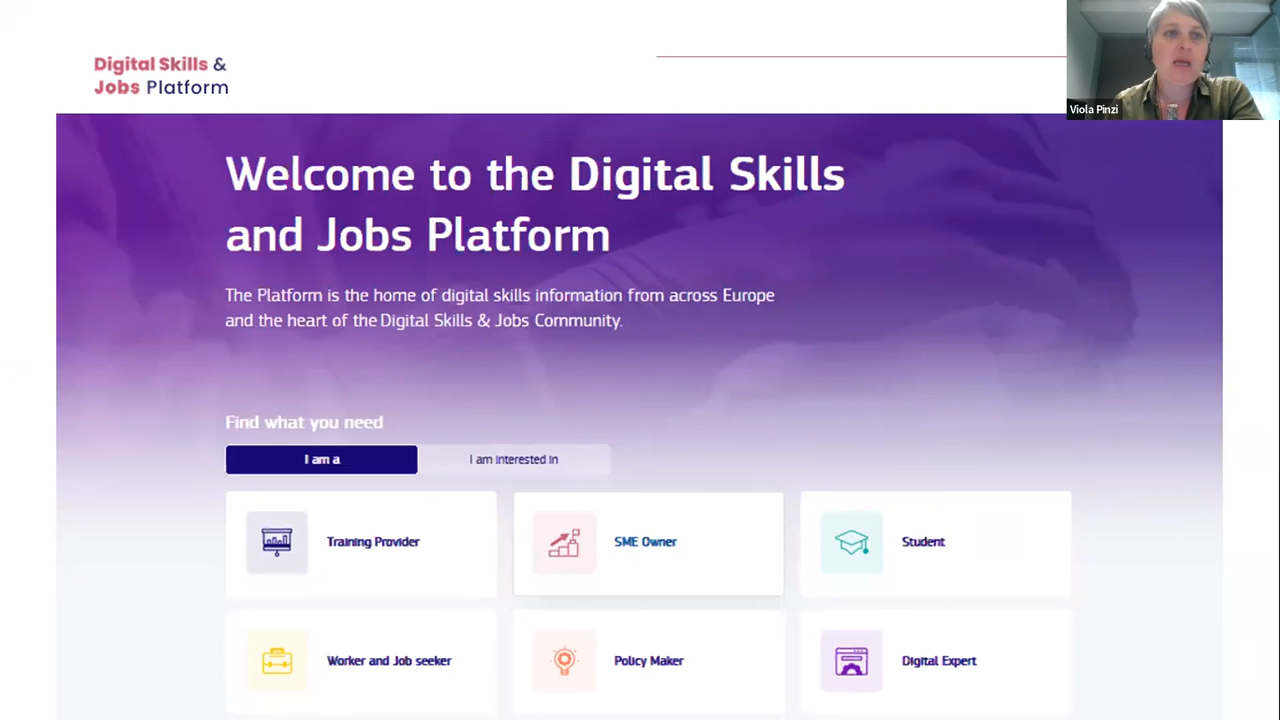 Digital Skills &
Jobs Platform
Viola Pinzi
Welcome to the Digital Skills
and Jobs Platform
The Platform is the home of digital skills information from across Europe
and the heart of the Digital Skills & Jobs Community.
Find what you need
I am a
I am interested in
Training Provider
SME Owner
Student
Worker and Job seeker
Policy Maker
Digital Expert